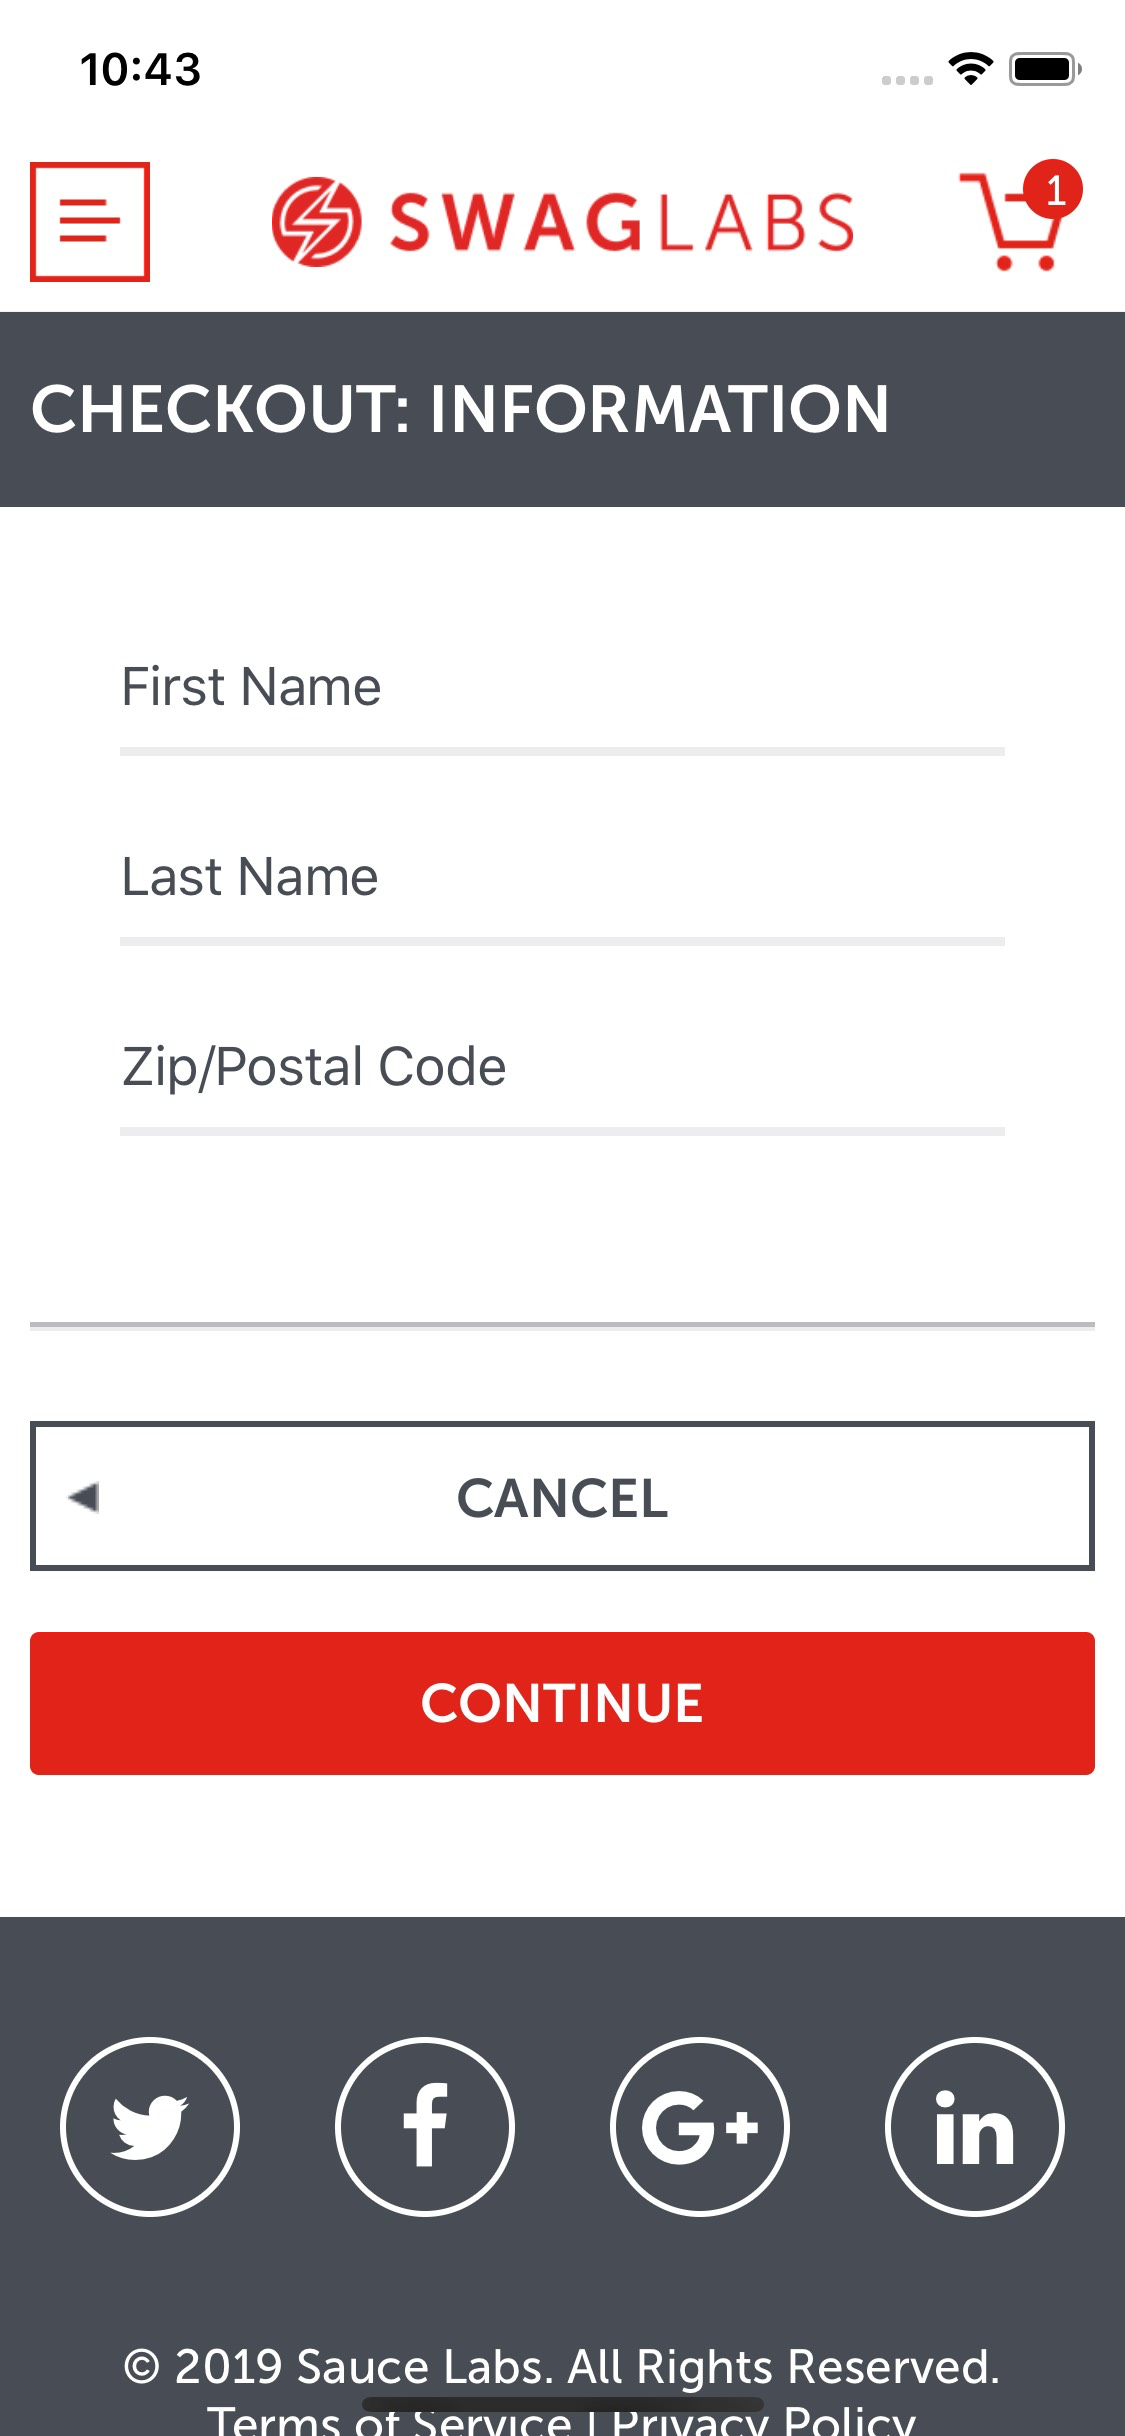 10:43
SWAGLABS
1
CHECKOUT: INFORMATION
First Name
Last Name
Zip/Postal Code
CANCEL
CONTINUE
f
G+
in
© 2019 Sauce Labs. All Rights Reserved.
Terms of Service | Privacy Policy